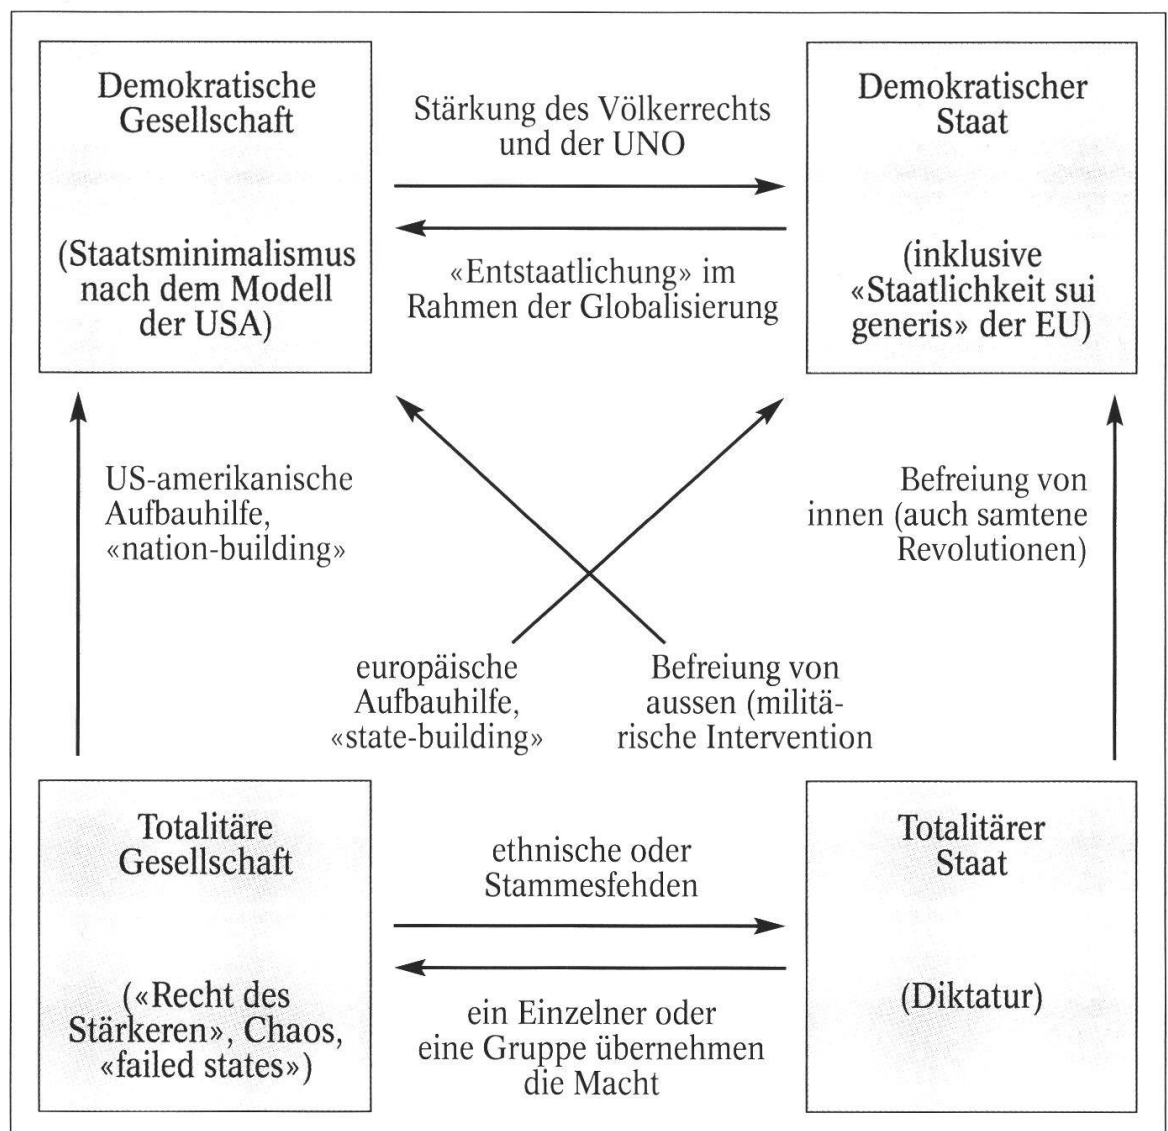 Demokratische
Gesellschaft
(Staatsminimalismus
nach dem Modell
der USA)
Stärkung des Völkerrechts
und der UNO
«Entstaatlichung» im
Rahmen der Globalisierung
Demokratischer
Staat
(inklusive
«Staatlichkeit sui
generis» der EU)
US-amerikanische
Aufbauhilfe,
«nation-building»
Befreiung von
innen (auch samtene
Revolutionen)
europäische
Aufbauhilfe,
«state-building»
Befreiung von
aussen (militä-
rische Intervention
Totalitäre
Gesellschaft
(«Recht des
Stärkeren», Chaos,
«failed states»)
ethnische oder
Stammesfehden
ein Einzelner oder
eine Gruppe übernehmen
die Macht
Totalitärer
Staat
(Diktatur)